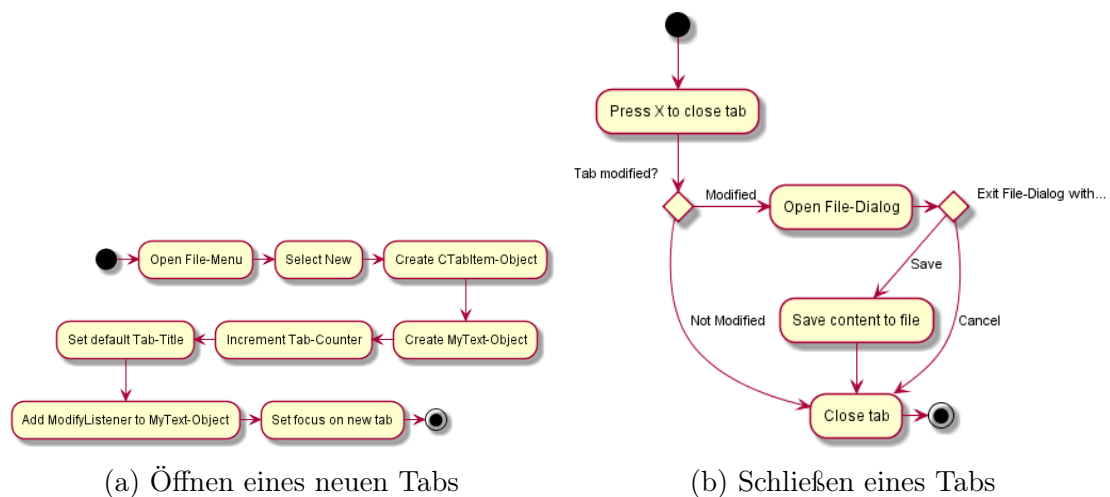 Open File-Menu
Select New
Create CTabItem-Object
Set default Tab-Title
Increment Tab-Counter
Create MyText-Object
Add ModifyListener to MyText-Object
Set focus on new tab
(a) Öffnen eines neuen Tabs
Press X to close tab
Tab modified?
Modified
Open File-Dialog
Exit File-Dialog with...
Save
Not Modified
Save content to file
Cancel
Close tab
(b) Schließen eines Tabs